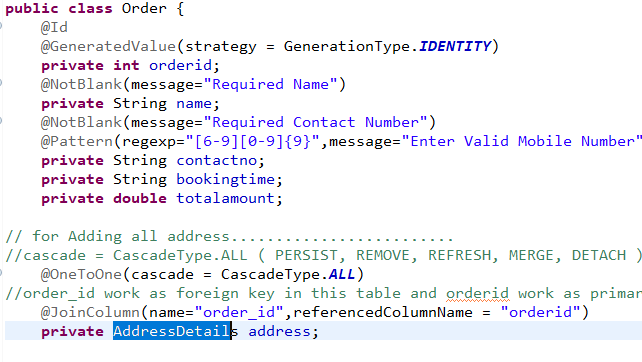 public class Order {
@Id
@GeneratedValue(strategy = GenerationType.IDENTITY)
private int orderid;
@NotBlank(message="Required Name")
private String name;
@NotBlank(message="Required Contact Number")
@Pattern(regexp="[6-9][0-9]{9}",message="Enter Valid Mobile Number"
private String contactno;
private String bookingtime;
private double totalamount;
// for Adding all address.........................
//cascade = CascadeType.ALL ( PERSIST, REMOVE, REFRESH, MERGE, DETACH )
@OneToOne(cascade = CascadeType.ALL)
//order_id work as foreign key in this table and orderid work as primar
@JoinColumn(name="order_id",referencedColumnName = "orderid")
private AddressDetails address;